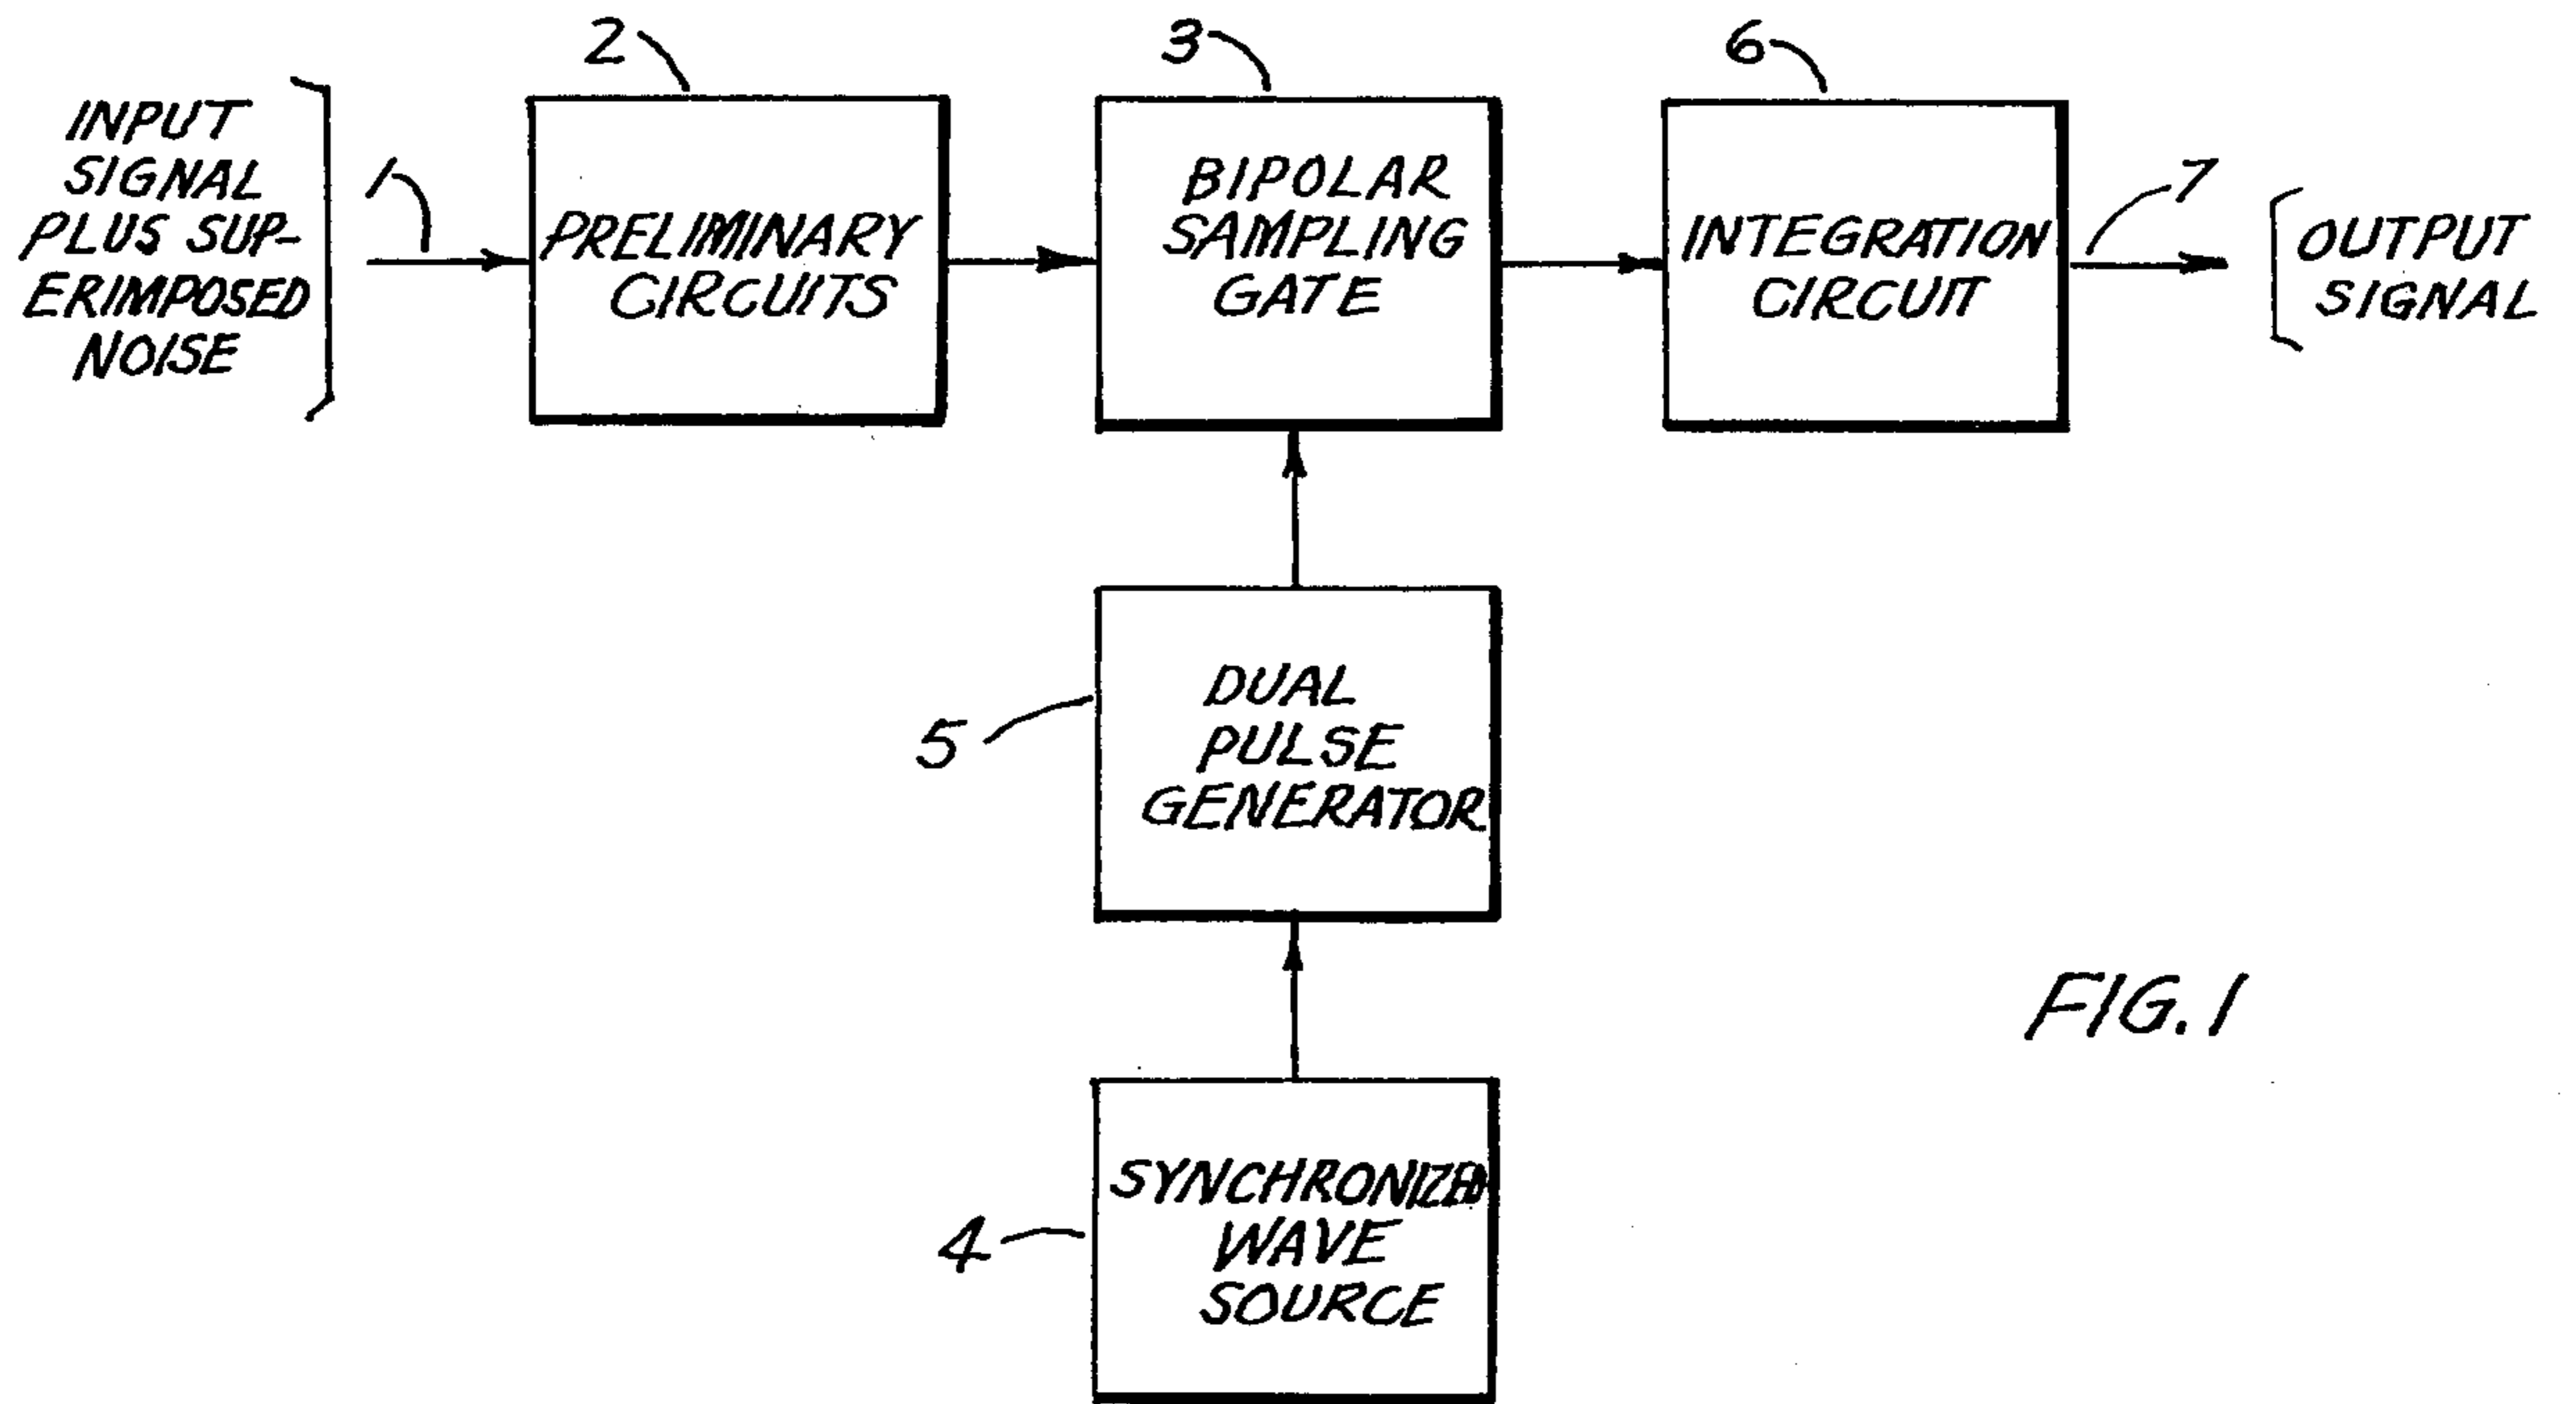 2
3
6
INPUT
SIGNAL
PLUS SUP-
ERIMPOSED
NOISE
1
PRELIMINARY
CIRCUITS
BIPOLAR
SAMPLING
GATE
INTEGRATION
CIRCUIT
7
OUTPUT
SIGNAL
5
DUAL
PULSE
GENERATOR
FIG. 1
4
SYNCHRONIZED
WAVE
SOURCE